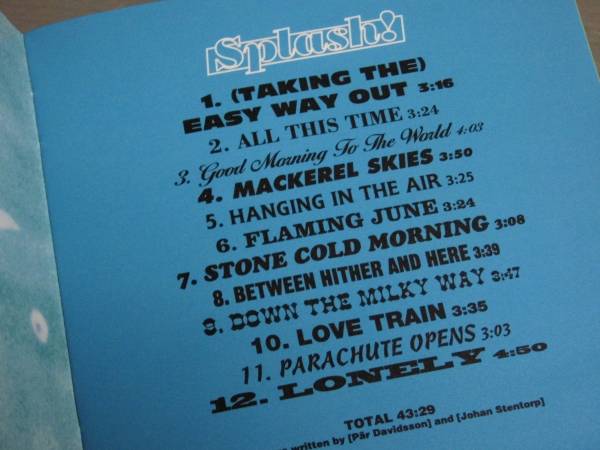 Splash!
1. (TAKING THE)
EASY WAY OUT 3:16
2. ALL THIS TIME 3:24
3. Good Morning To The World 4:03
4. MACKEREL SKIES 3:50
5. HANGING IN THE AIR 3:25
6. FLAMING JUNE 3:24
7. STONE COLD MORNING 3:08
8. BETWEEN HITHER AND HERE 3:39
9. DOWN THE MILKY WAY 3:47
10. LOVE TRAIN 3:35
11. PARACHUTE OPENS 3:03
12. LONELY 4:50
TOTAL 43:29
written by [Pär Davidsson] and [Johan Stentorp]